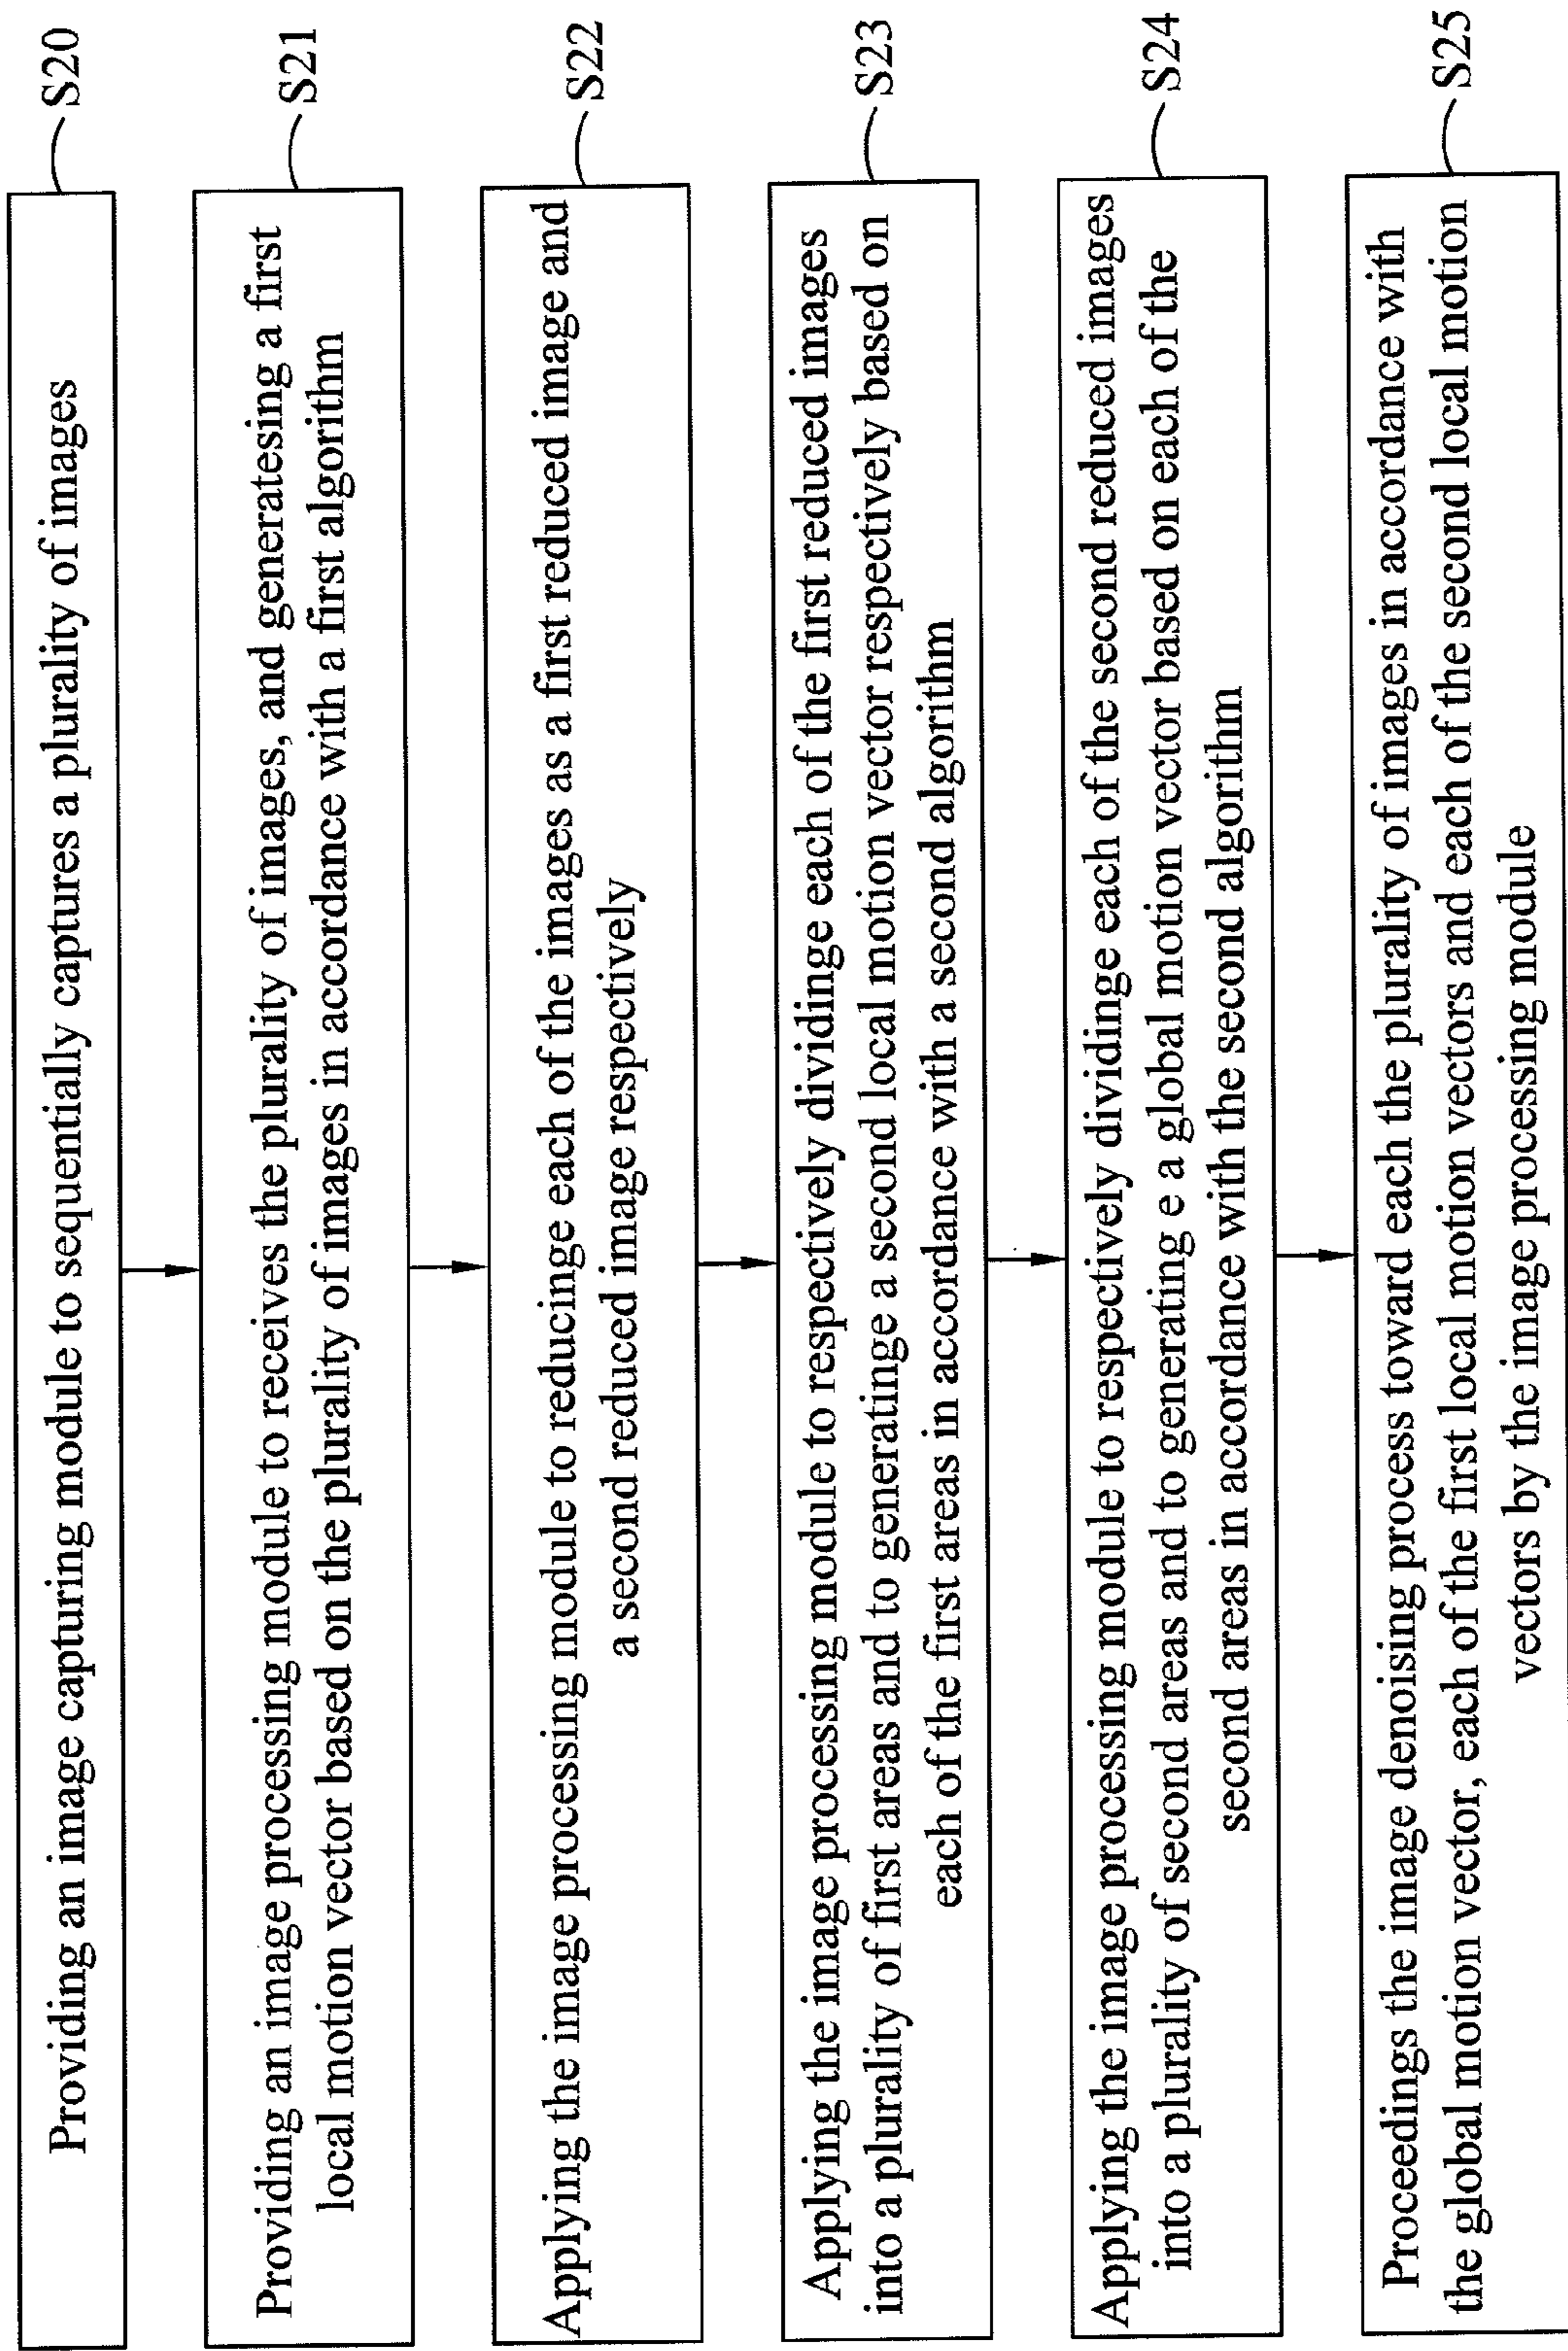 Providing an image capturing module to sequentially captures a plurality of images
S20
Providing an image processing module to receives the plurality of images, and generatesing a first
local motion vector based on the plurality of images in accordance with a first algorithm
S21
Applying the image processing module to reducinge each of the images as a first reduced image and
a second reduced image respectively
S22
Applying the image processing module to respectively dividinge each of the first reduced images
into a plurality of first areas and to generatinge a second local motion vector respectively based on
each of the first areas in accordance with a second algorithm
S23
Applying the image processing module to respectively dividinge each of the second reduced images
into a plurality of second areas and to generating e a global motion vector based on each of the
second areas in accordance with the second algorithm
S24
Proceedings the image denoising process toward each the plurality of images in accordance with
the global motion vector, each of the first local motion vectors and each of the second local motion
vectors by the image processing module
S25